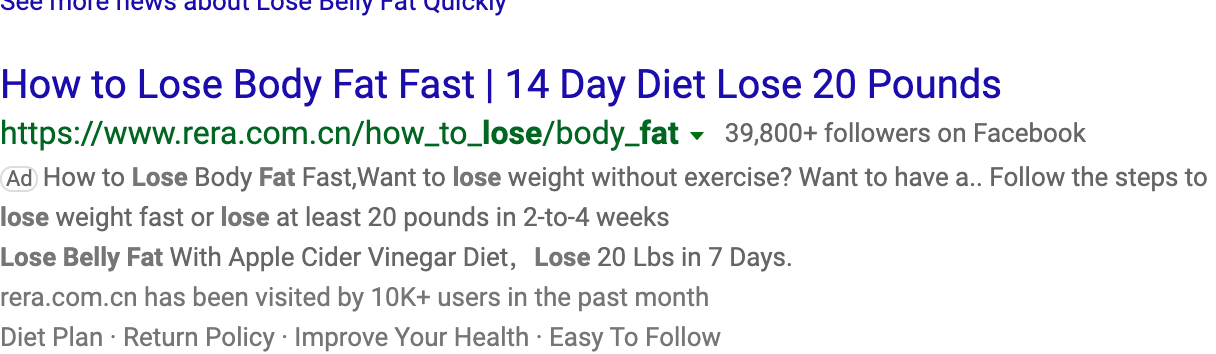 See more news about Lose Belly Fat Quickly
How to Lose Body Fat Fast | 14 Day Diet Lose 20 Pounds
https://www.rera.com.cn/how_to_lose/body_fat 39,800+ followers on Facebook
Ad How to Lose Body Fat Fast,Want to lose weight without exercise? Want to have a.. Follow the steps to
lose weight fast or lose at least 20 pounds in 2-to-4 weeks
Lose Belly Fat With Apple Cider Vinegar Diet，Lose 20 Lbs in 7 Days.
rera.com.cn has been visited by 10K+ users in the past month
Diet Plan · Return Policy · Improve Your Health · Easy To Follow